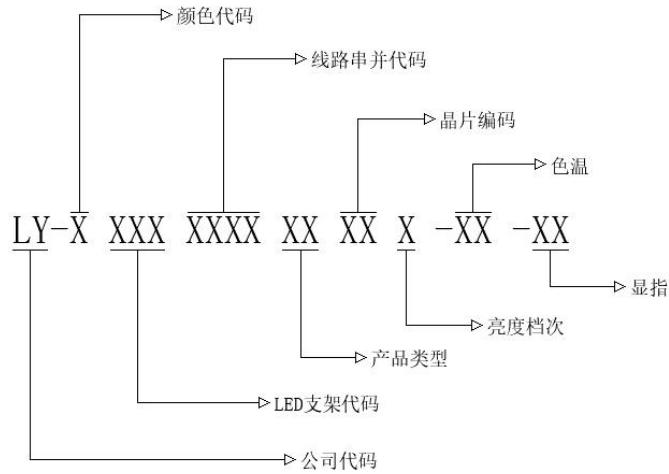 颜色代码
线路串并代码
晶片编码
色温
LY-X XXX XXXX XX XX X -XX -XX
显指
亮度档次
产品类型
LED支架代码
公司代码